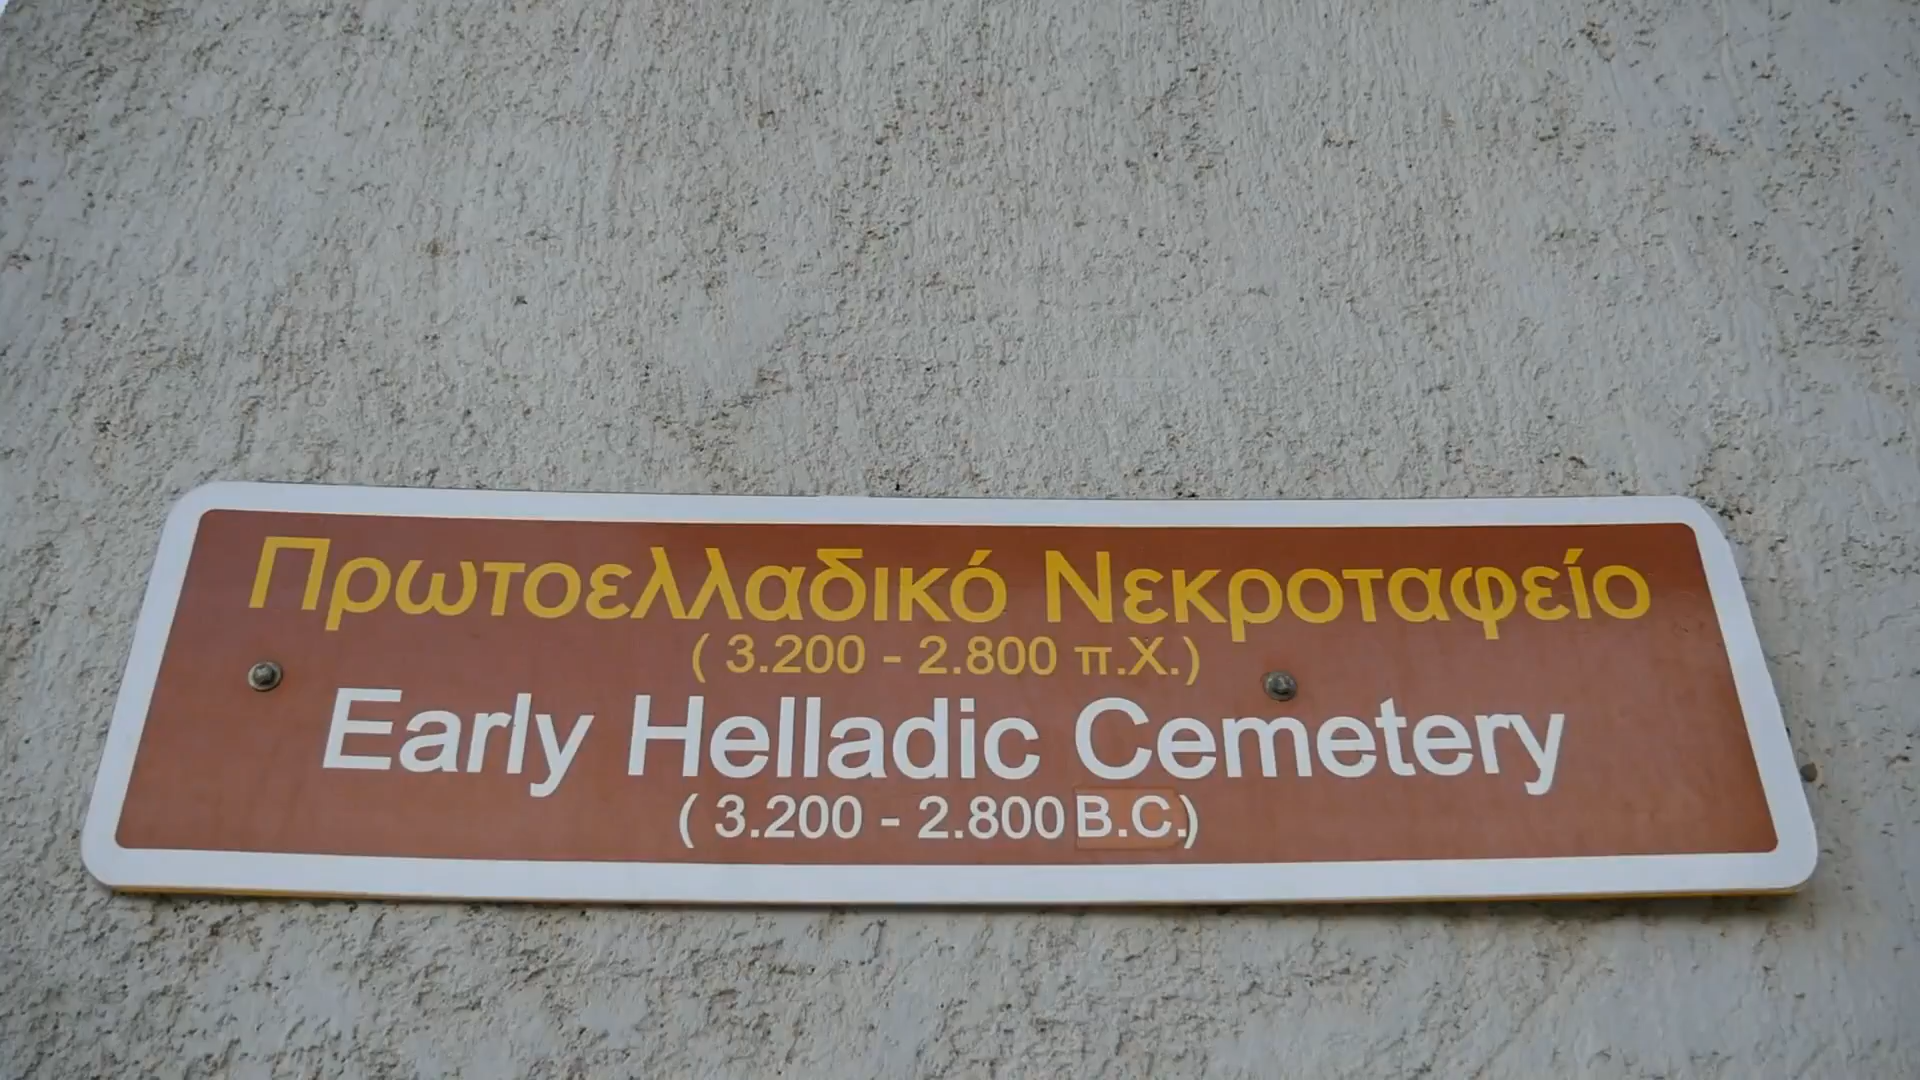 Πρωτοελλαδικό Νεκροταφείο
( 3.200 - 2.800 π.Χ.)
Early Helladic Cemetery
( 3.200 - 2.800 B.C.)